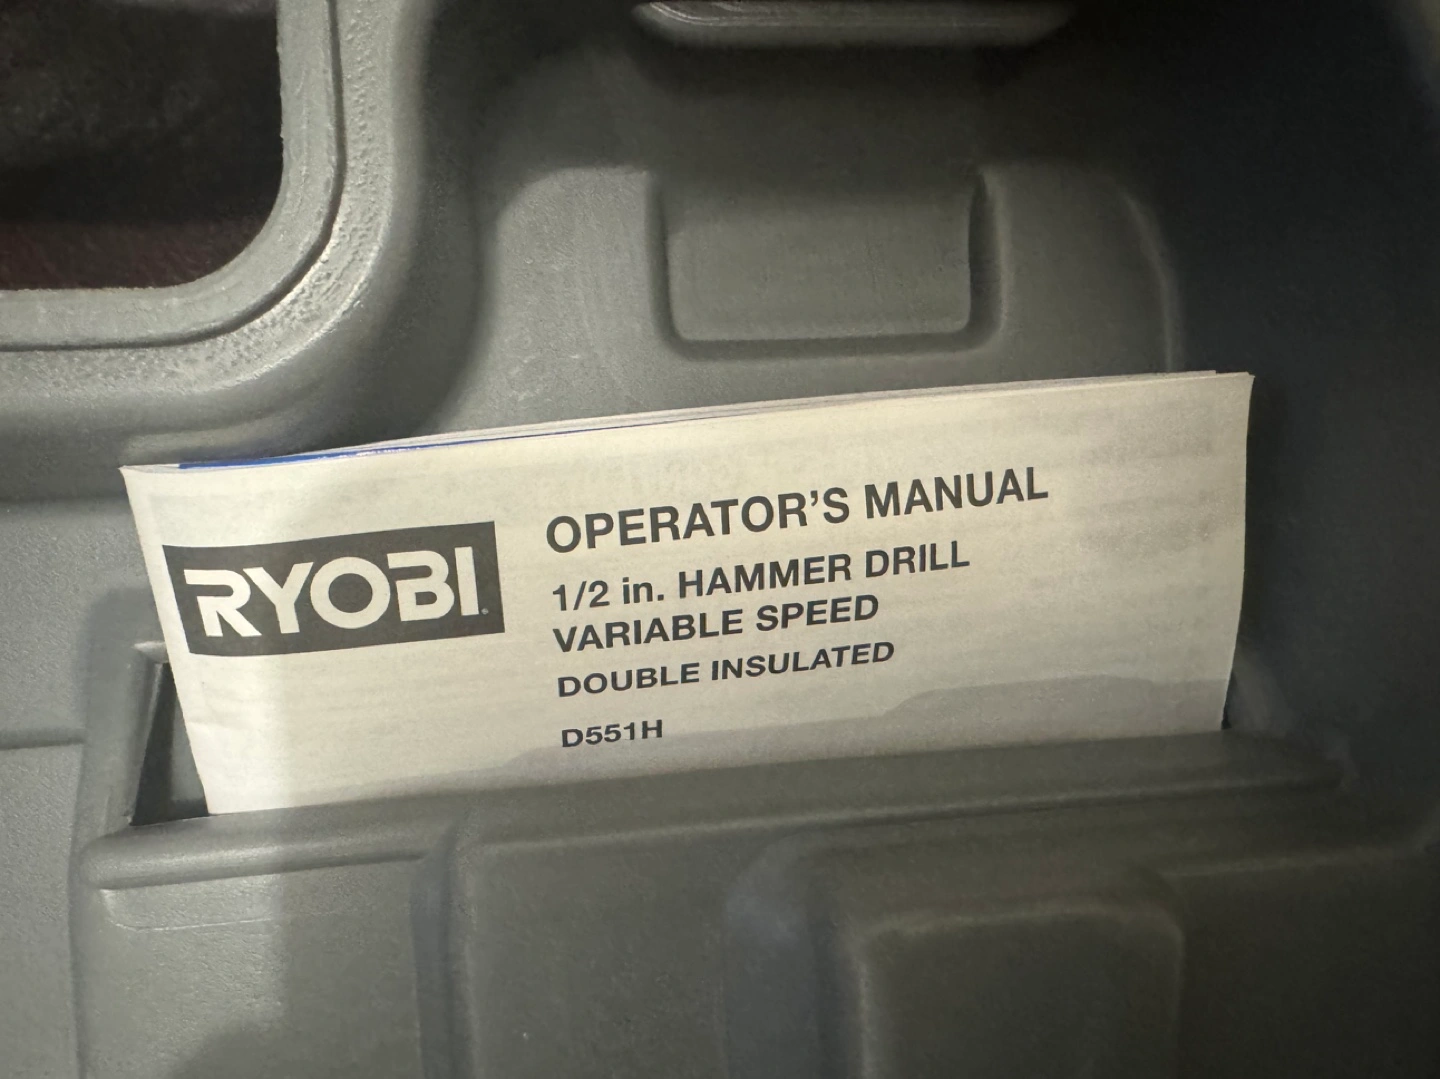 RYOBI
OPERATOR'S MANUAL
1/2 in. HAMMER DRILL
VARIABLE SPEED
DOUBLE INSULATED
D551H